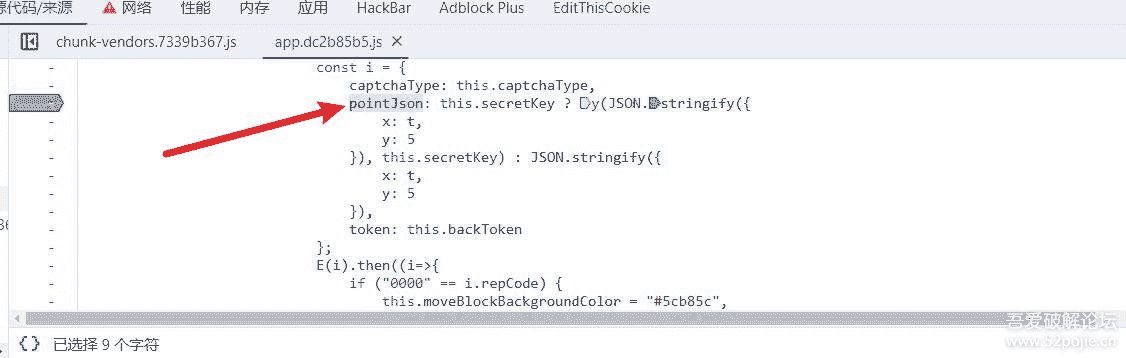 源代码/来源 网络 性能 内存 应用 HackBar Adblock Plus EditThisCookie
chunk-vendors.7339b367.js app.dc2b85b5.js ×
const i = {
captchaType: this.captchaType,
pointJson: this.secretKey ? y(JSON.stringify({
x: t,
y: 5
}), this.secretKey) : JSON.stringify({
x: t,
y: 5
}),
token: this.backToken
};
E(i).then((i=>{
if ("0000" == i.repCode) {
this.moveBlockBackgroundColor = "#5cb85c",
{} 已选择 9 个字符
吾爱破解论坛
www.52pojie.cn